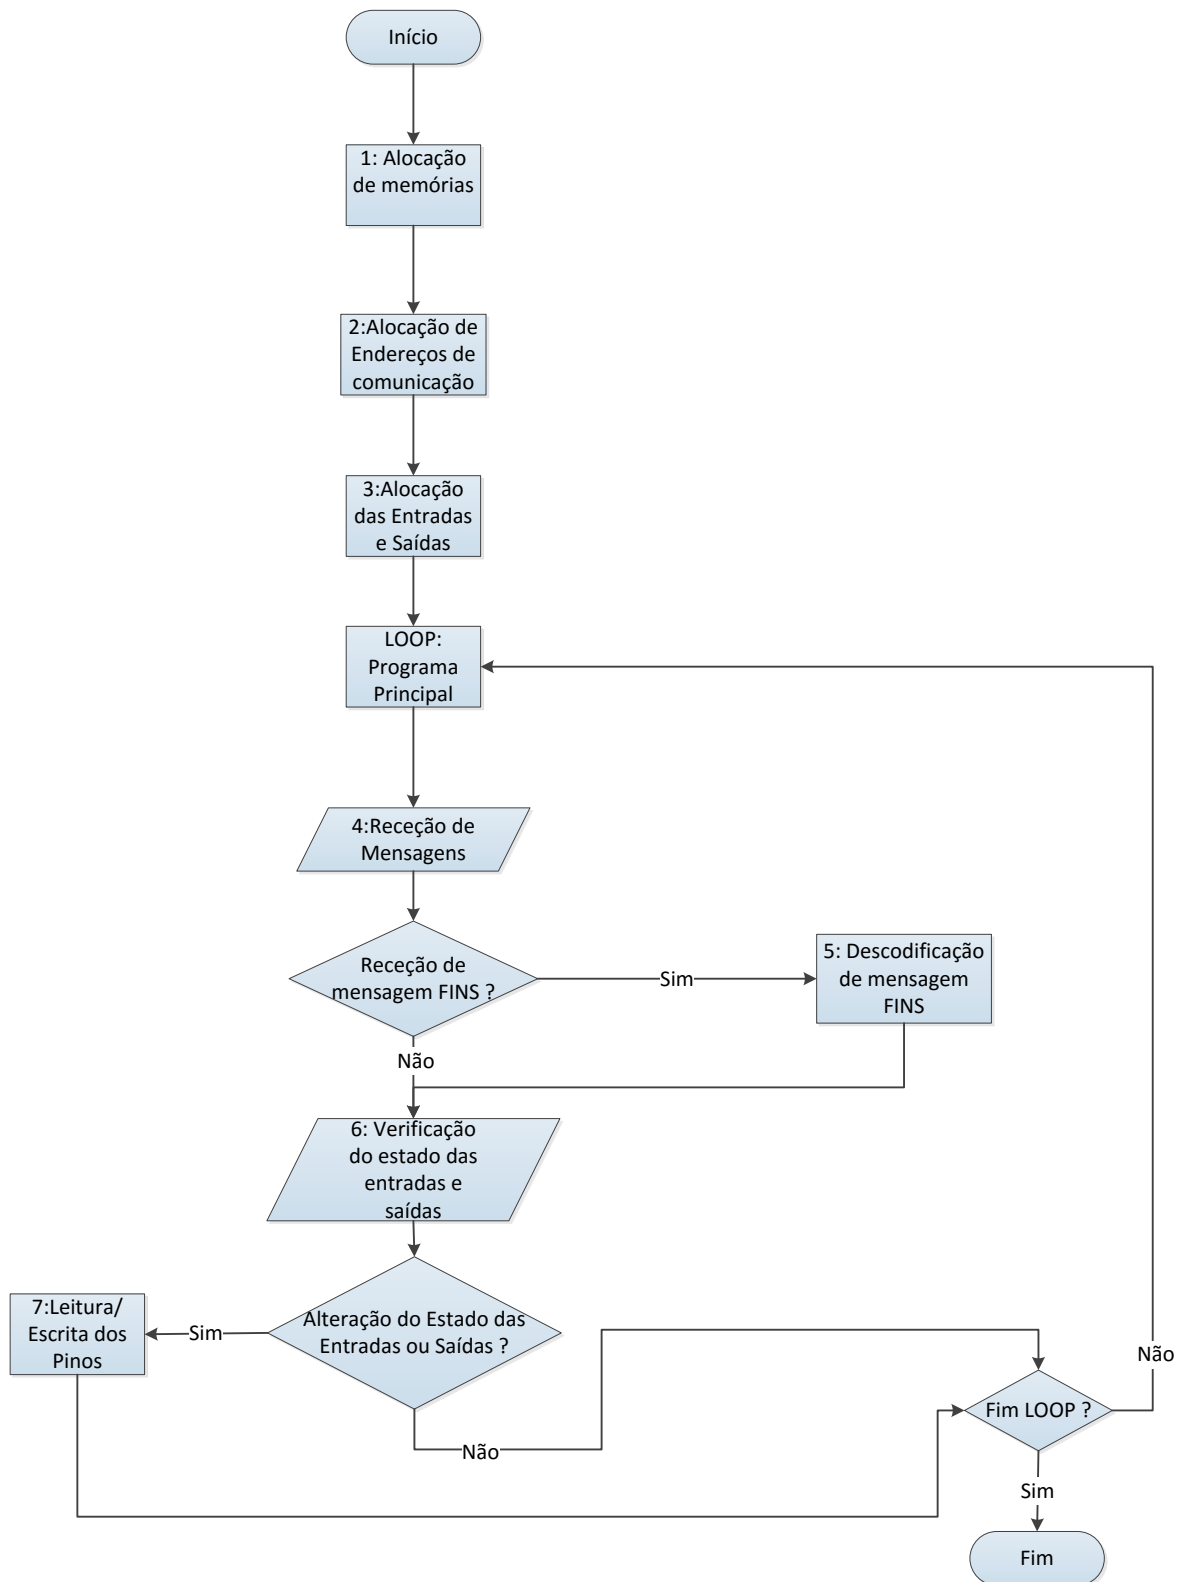 Início
1: Alocação
de memórias
2:Alocação de
Endereços de
comunicação
3:Alocação
das Entradas
e Saídas
LOOP:
Programa
Principal
4:Receção de
Mensagens
Receção de
mensagem FINS ?
Sim
5: Descodificação
de mensagem
FINS
Não
6: Verificação
do estado das
entradas e
saídas
Alteração do Estado das
Entradas ou Saídas ?
Sim
7:Leitura/
Escrita dos
Pinos
Não
Fim LOOP ?
Não
Sim
Fim